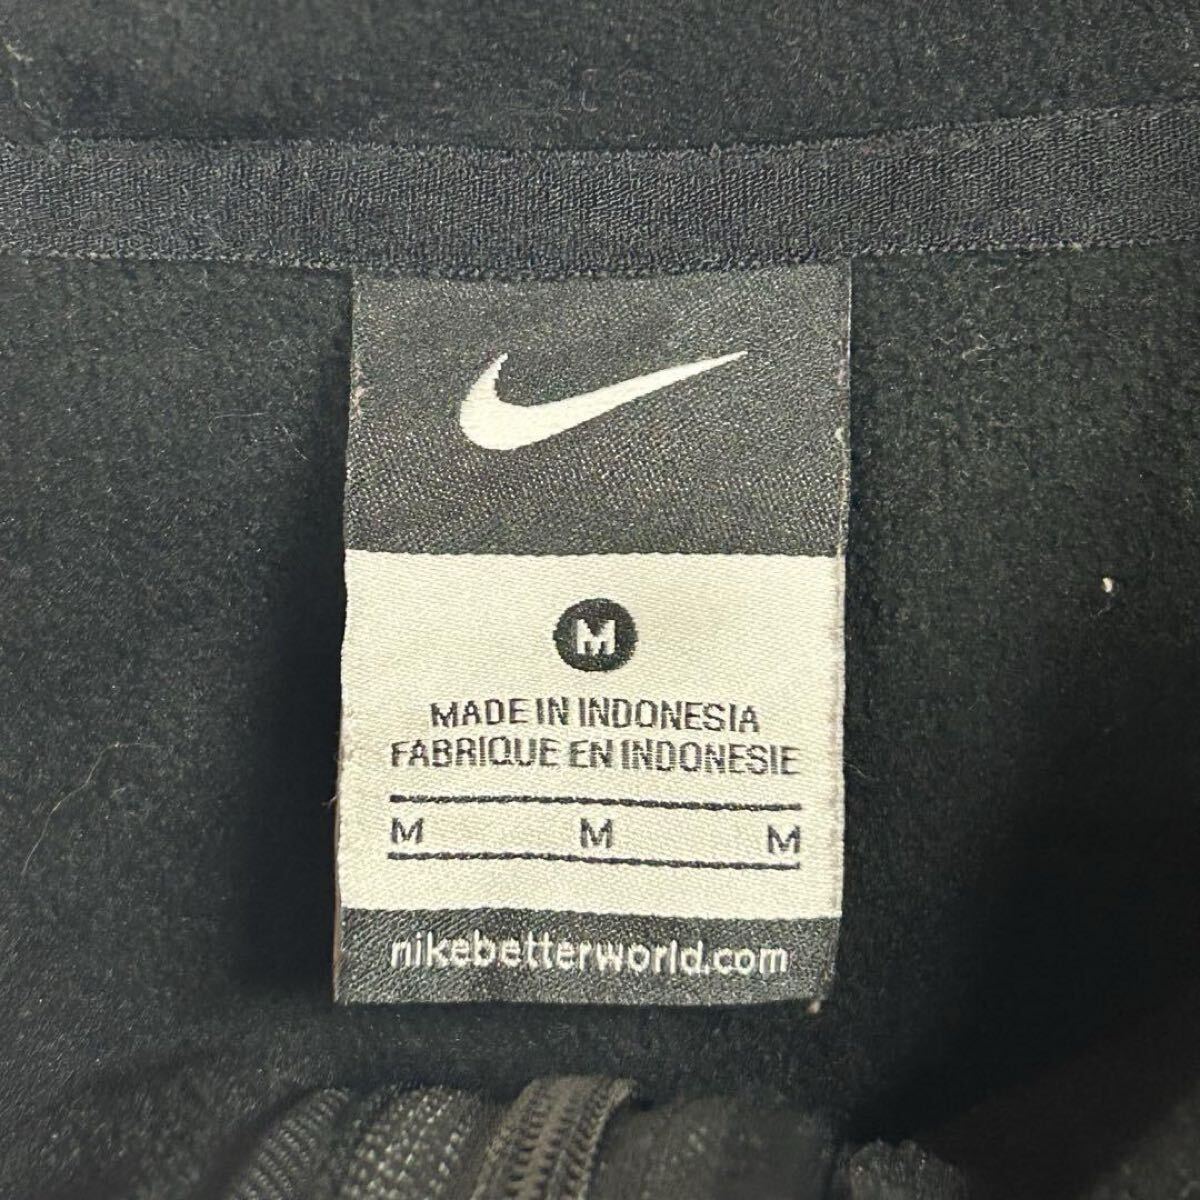 M
MADE IN INDONESIA
FABRIQUE EN INDONESIE
M M M
nikebetterworld.com